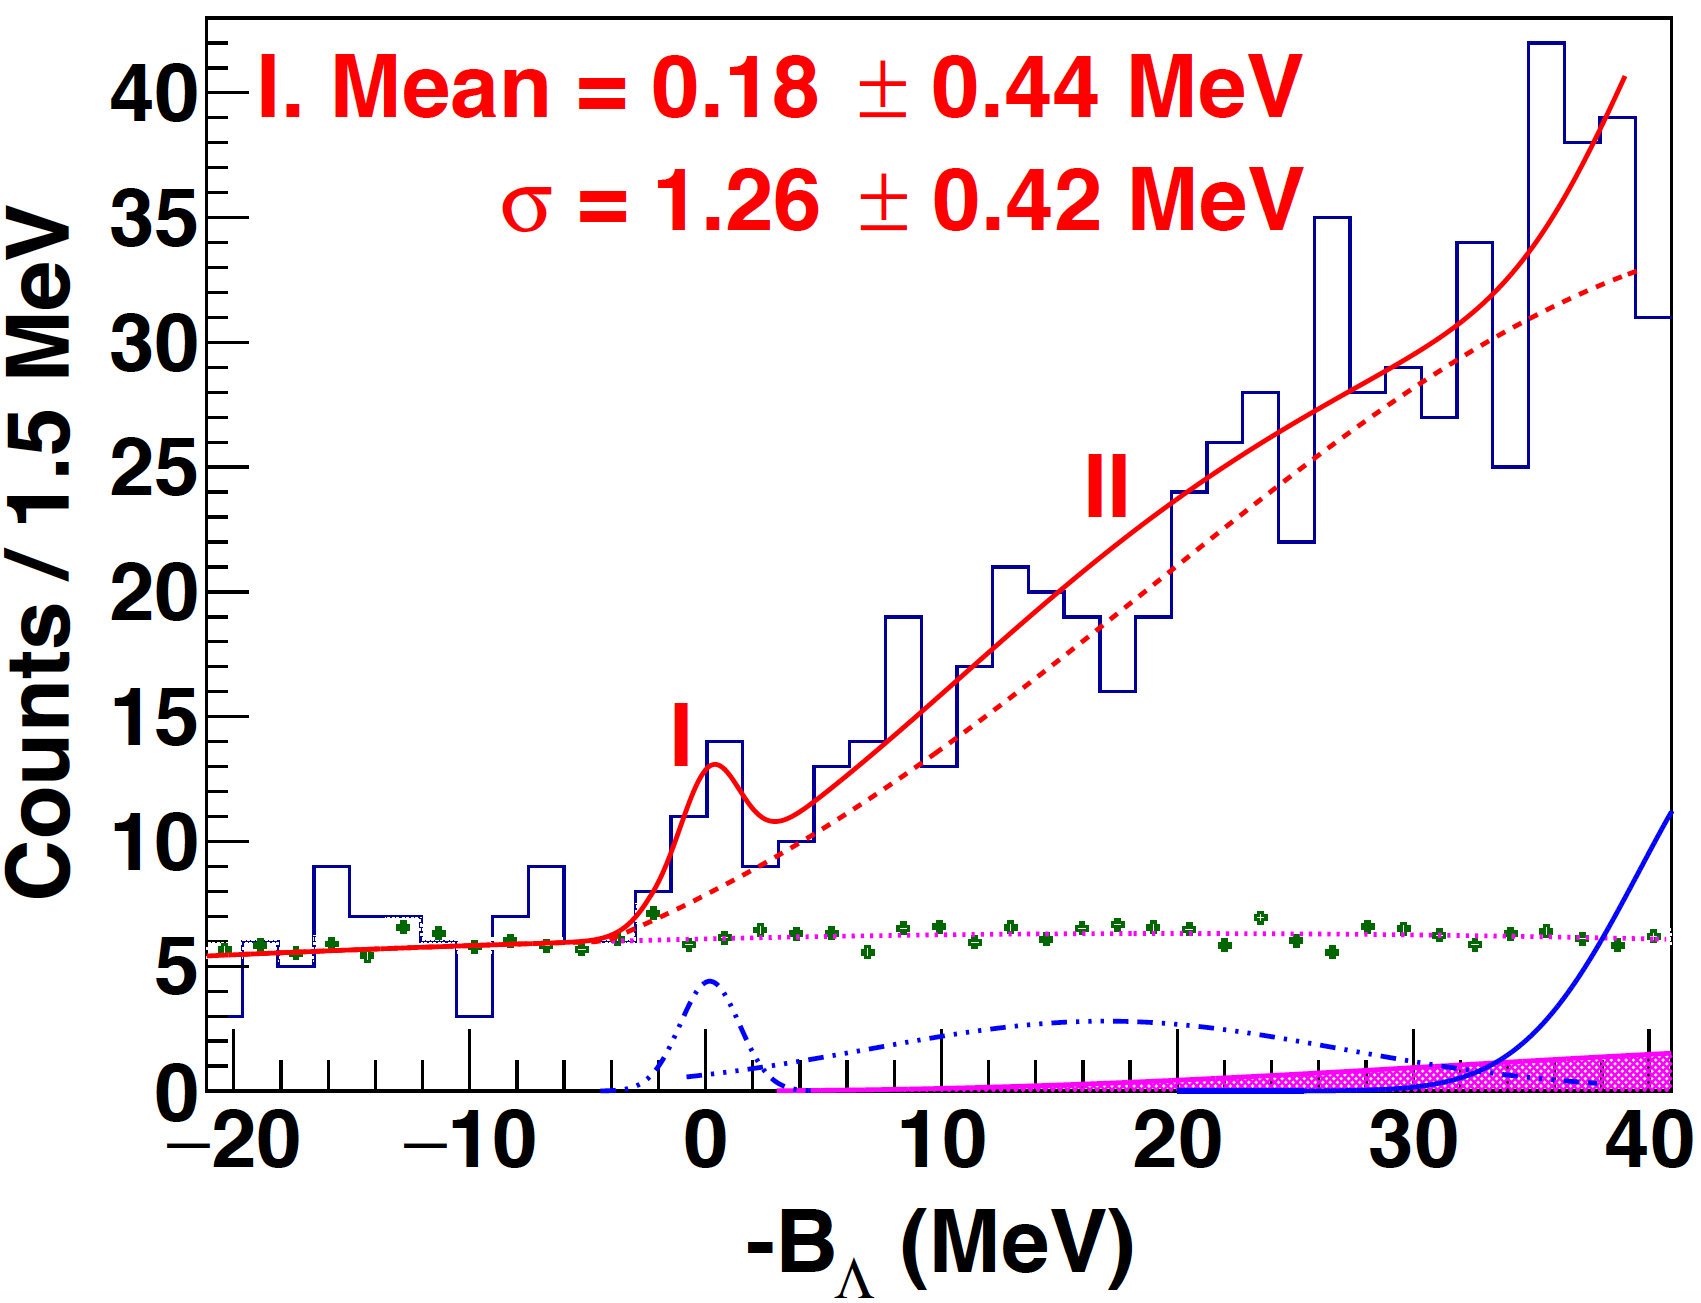 I. Mean = 0.18 ± 0.44 MeV
σ = 1.26 ± 0.42 MeV
Counts / 1.5 MeV
40
35
30
25
20
15
10
5
0
I
II
−20 −10 0 10 20 30 40
-B_Λ (MeV)